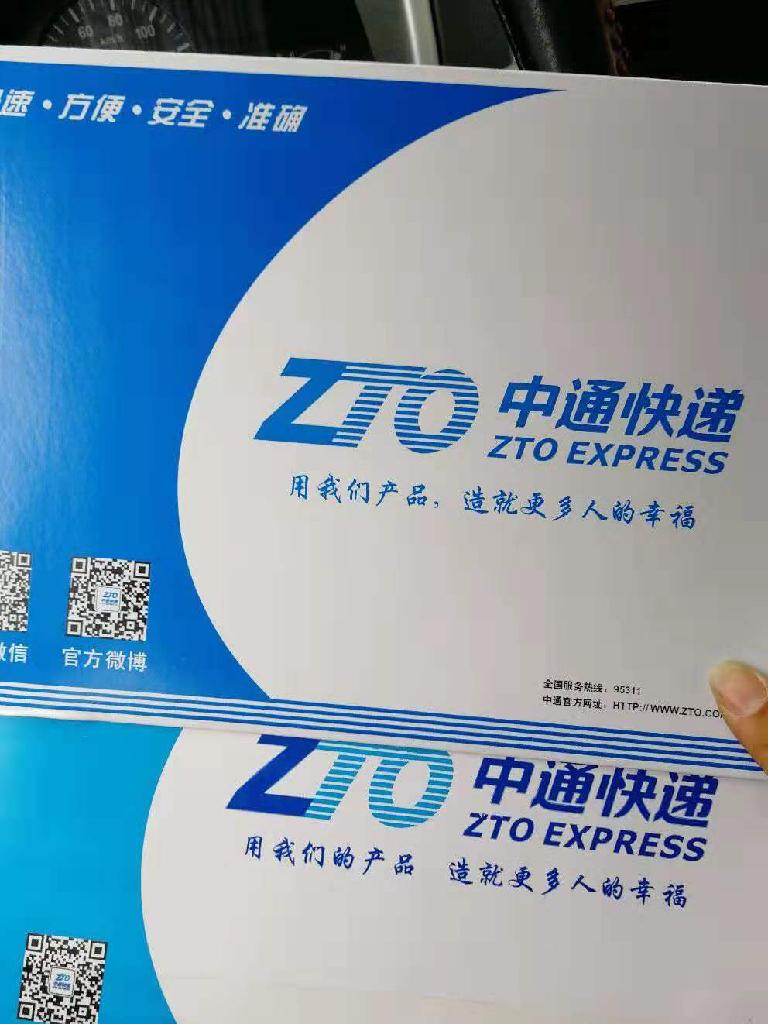 60 80 100
速·方便·安全·准确
ZTO 中通快递
ZTO EXPRESS
用我们产品，造就更多人的幸福
微信 官方微博
全国服务热线：95311
中通官方网址：HTTP://WWW.ZTO.CO
ZTO 中通快递
ZTO EXPRESS
用我们的产品 造就更多人的幸福